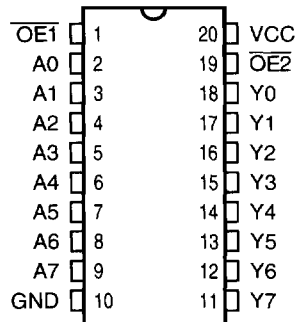 O̅E̅1̅ 1 20 VCC
A0 2 19 O̅E̅2̅
A1 3 18 Y0
A2 4 17 Y1
A3 5 16 Y2
A4 6 15 Y3
A5 7 14 Y4
A6 8 13 Y5
A7 9 12 Y6
GND 10 11 Y7